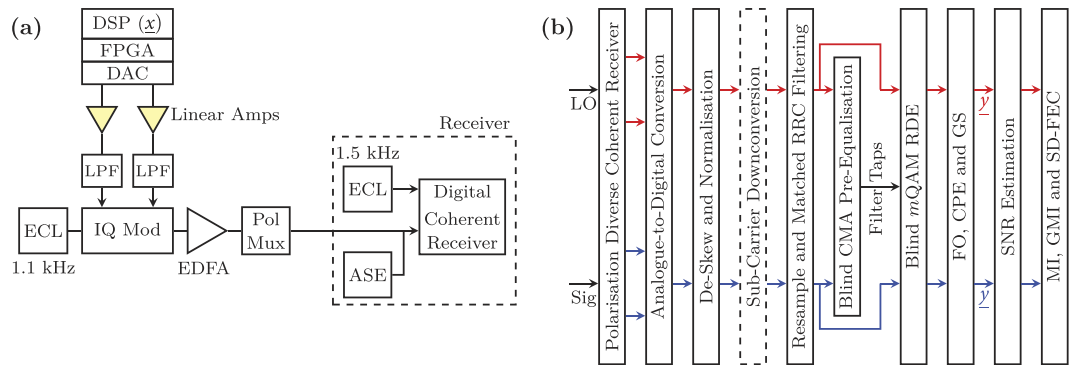 (a)
DSP (x)
FPGA
DAC
Linear Amps
LPF
LPF
ECL
1.1 kHz
IQ Mod
EDFA
Pol
Mux
Receiver
1.5 kHz
ECL
ASE
Digital
Coherent
Receiver
(b)
LO
Sig
Polarisation Diverse Coherent Receiver
Analogue-to-Digital Conversion
De-Skew and Normalisation
Sub-Carrier Downconversion
Resample and Matched RRC Filtering
Blind CMA Pre-Equalisation
Filter Taps
Blind mQAM RDE
FO, CPE and GS
y
y
SNR Estimation
MI, GMI and SD-FEC